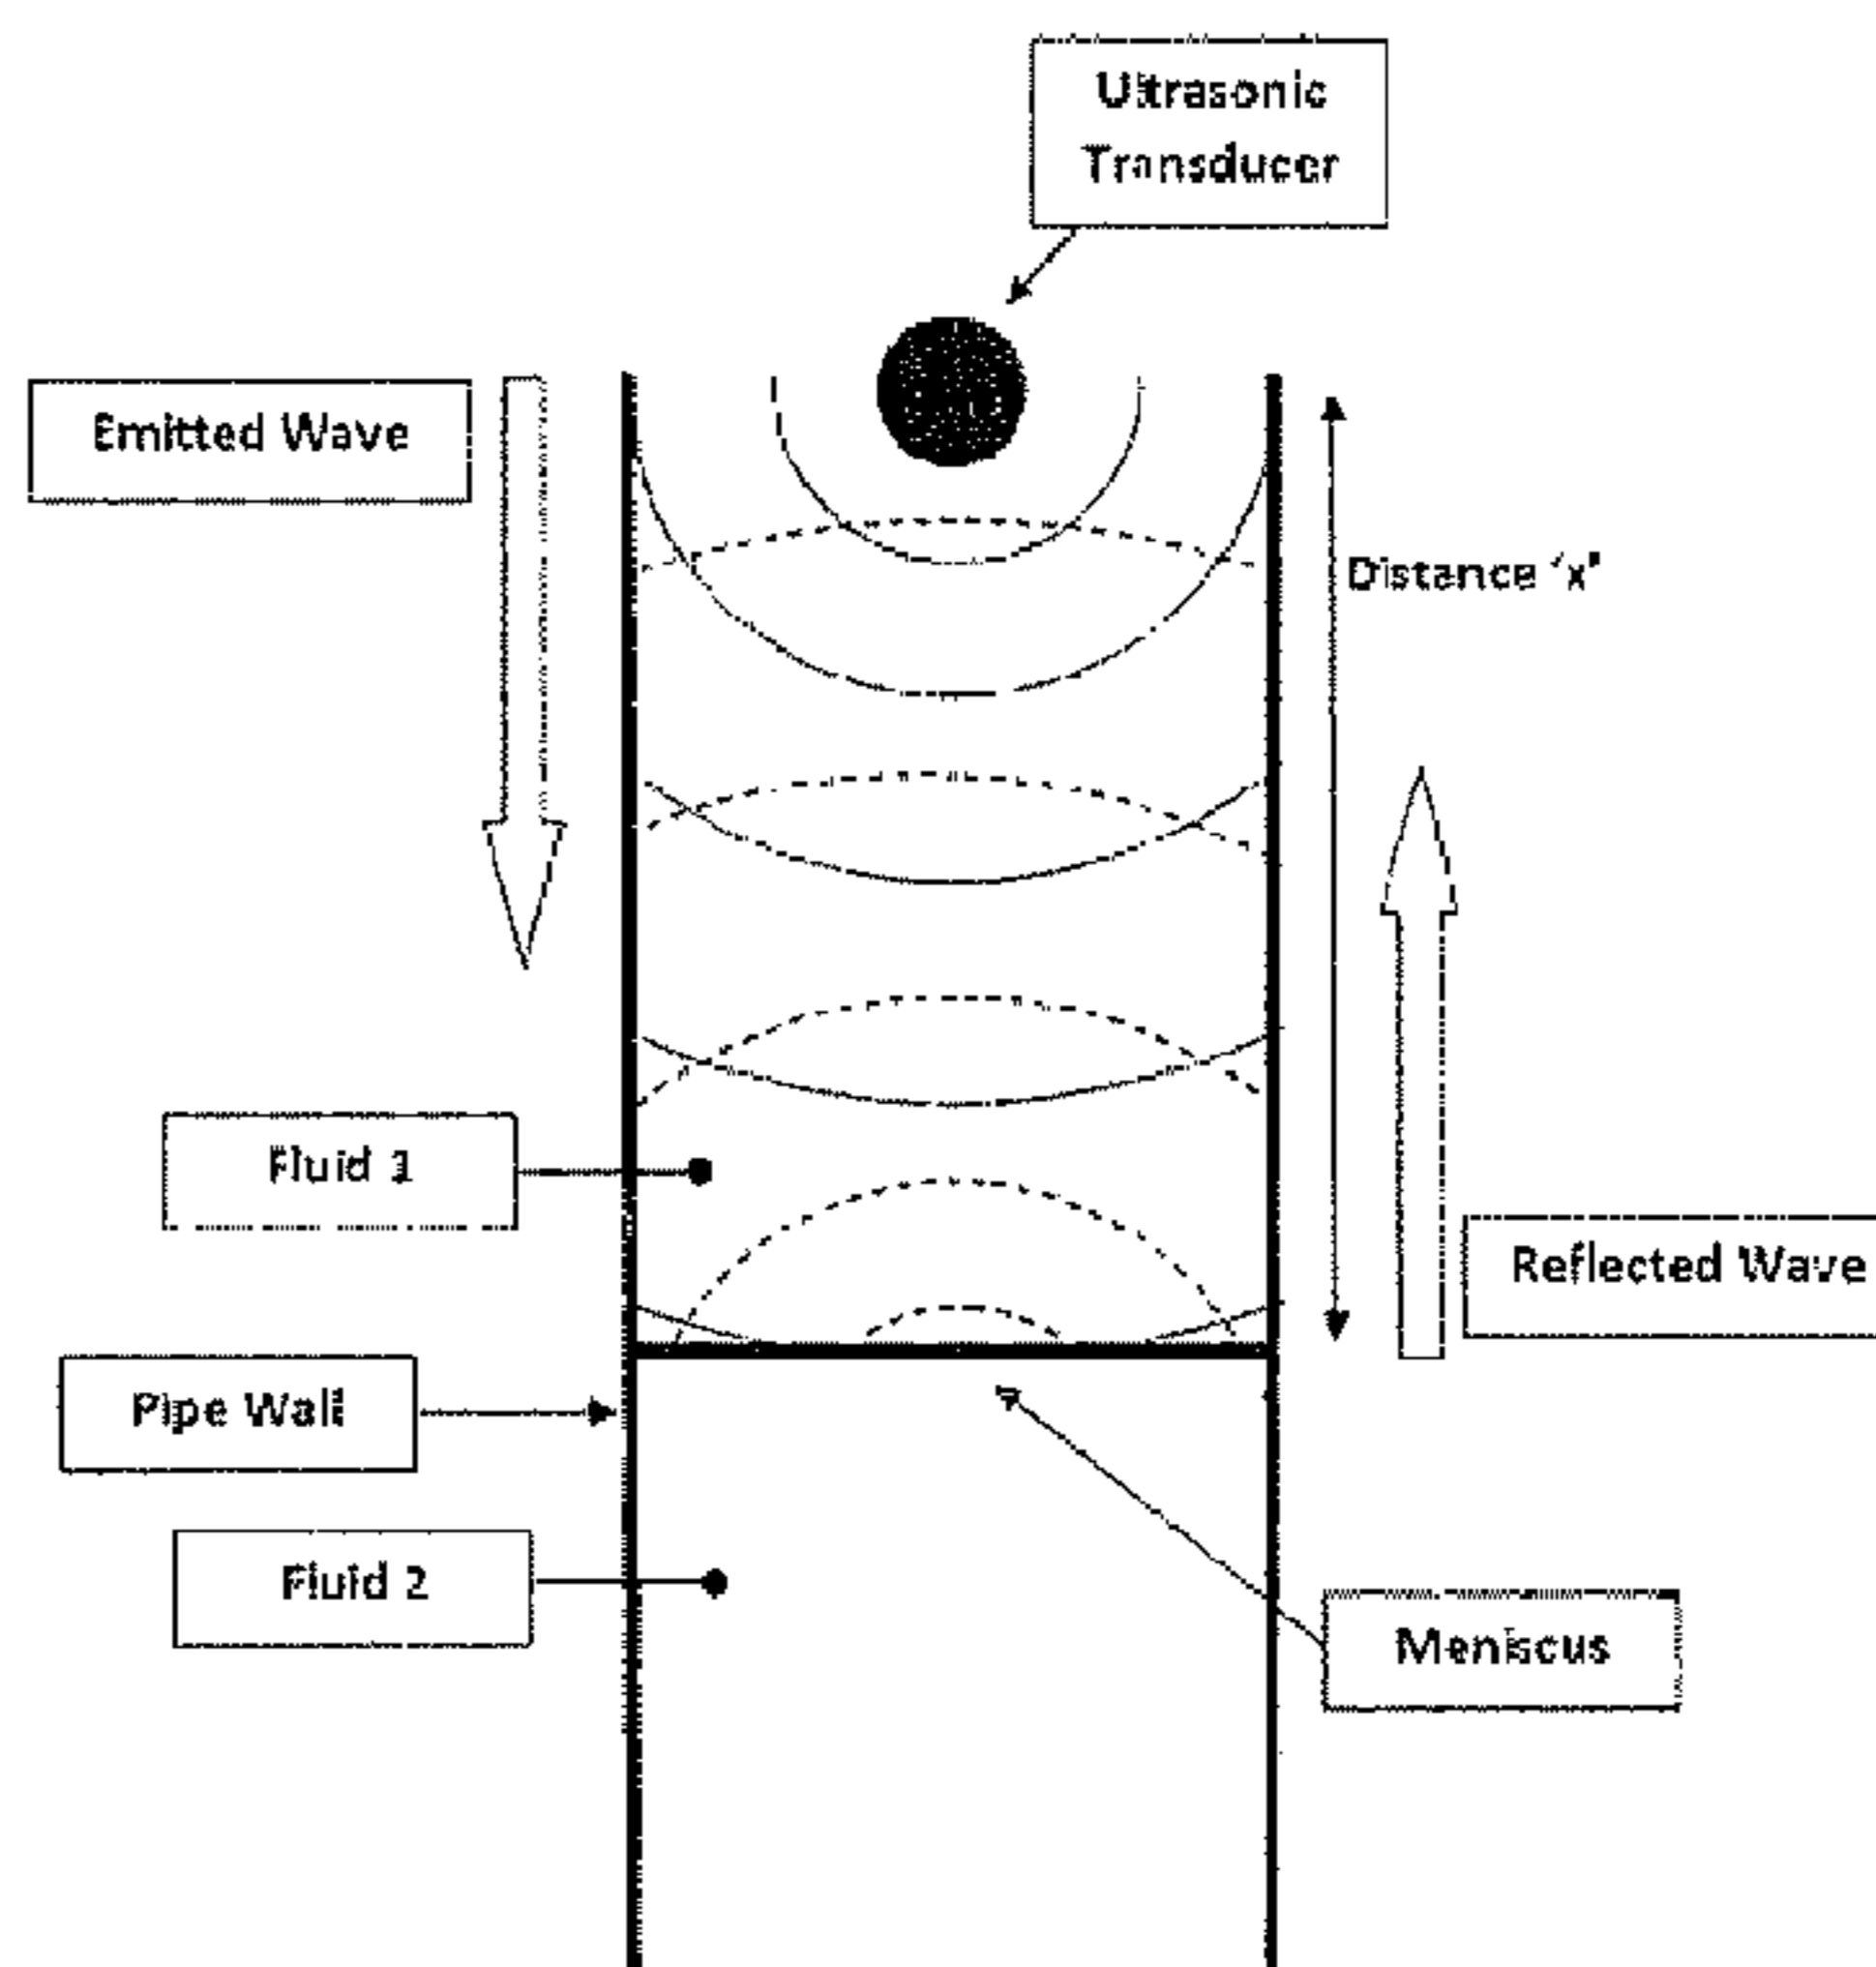 Ultrasonic
Transducer
Emitted Wave
Distance 'x'
Fluid 1
Reflected Wave
Pipe Wall
Fluid 2
Meniscus